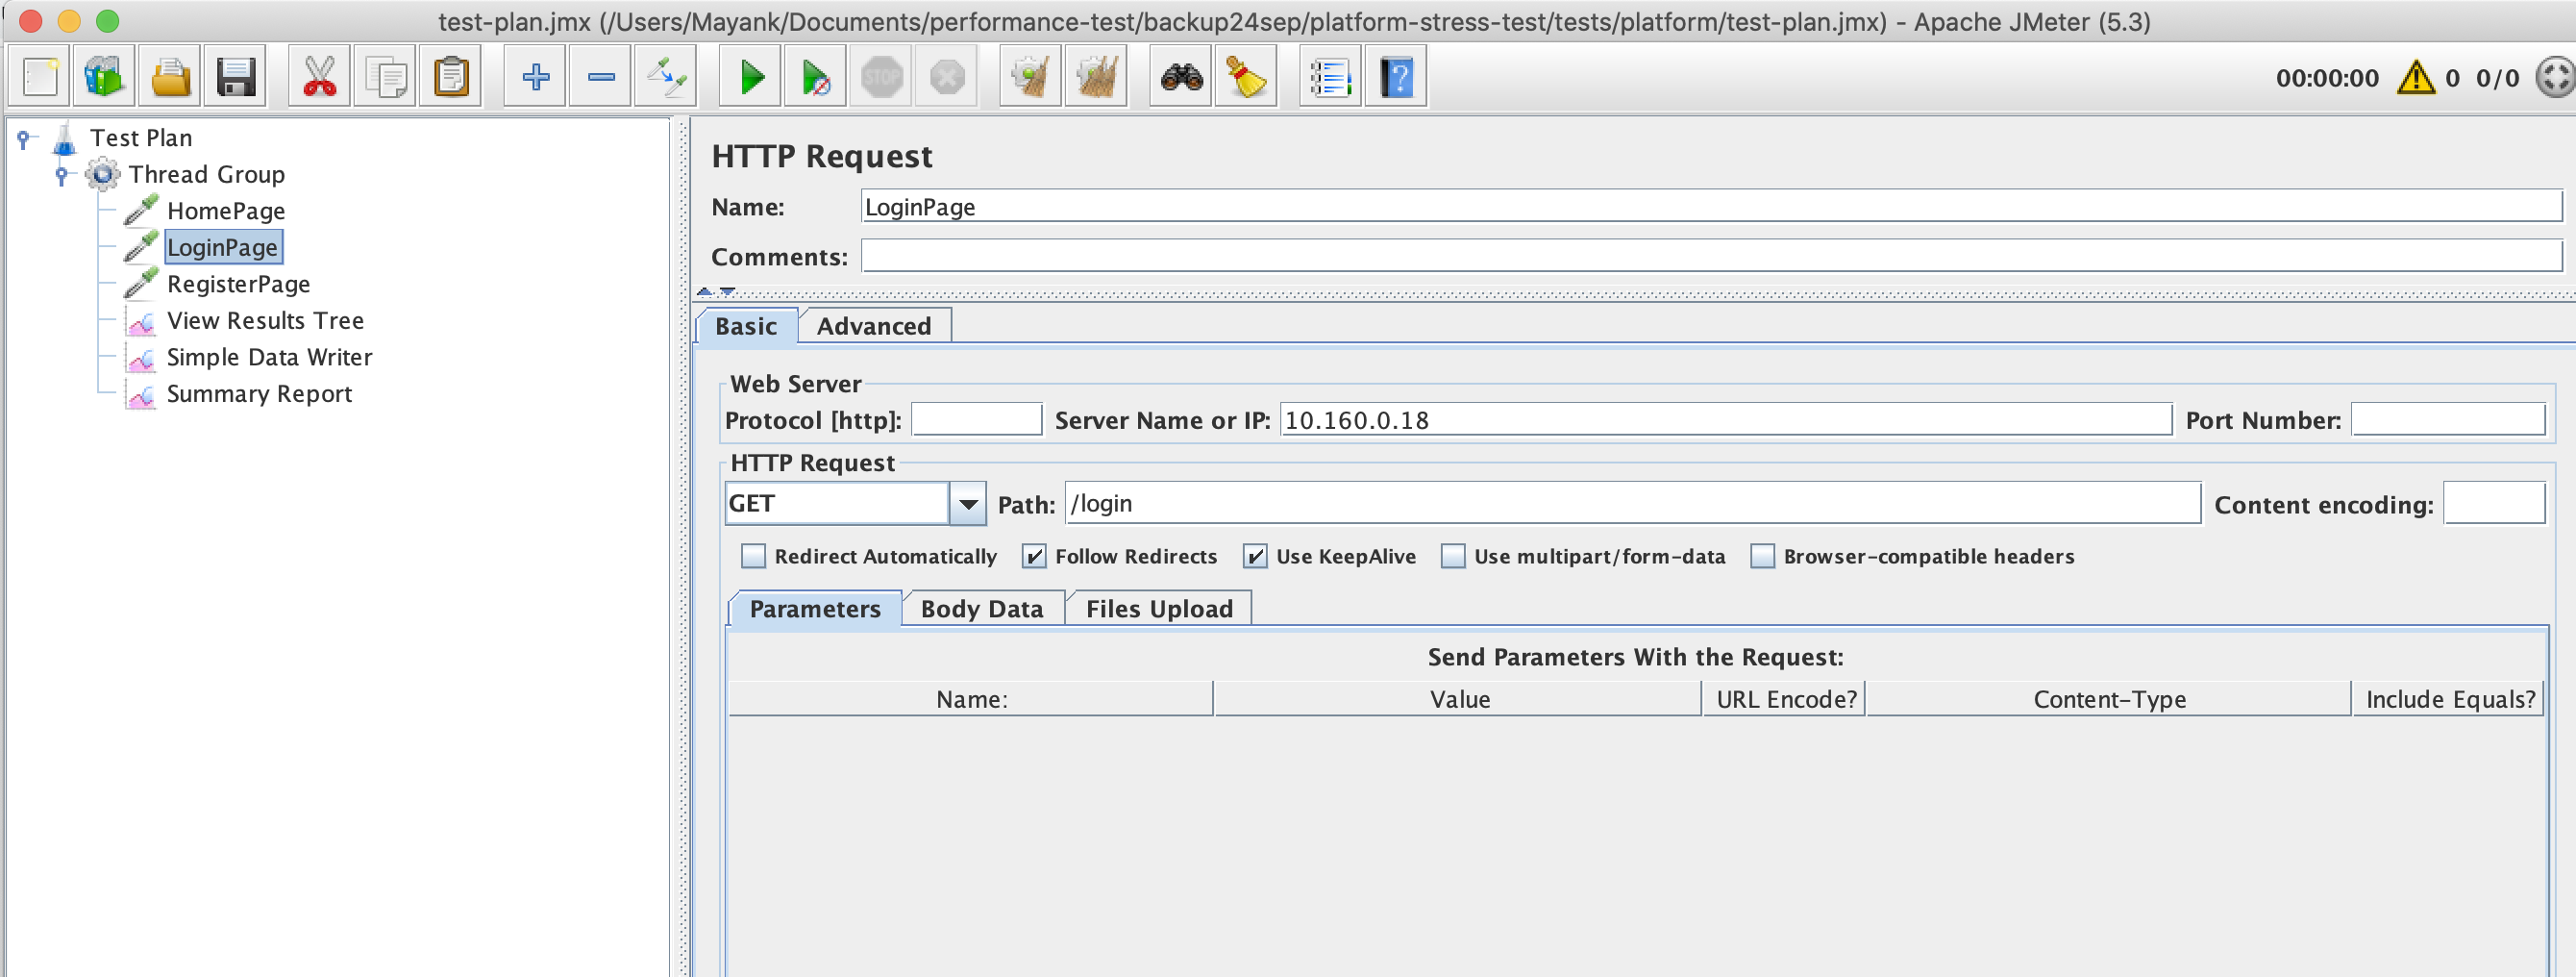 test-plan.jmx (/Users/Mayank/Documents/performance-test/backup24sep/platform-stress-test/tests/platform/test-plan.jmx) - Apache JMeter (5.3)
STOP ? 00:00:00 0 0/0
Test Plan
Thread Group
HomePage
LoginPage
RegisterPage
View Results Tree
Simple Data Writer
Summary Report
HTTP Request
Name: LoginPage
Comments:
Basic Advanced
Web Server
Protocol [http]: Server Name or IP: 10.160.0.18 Port Number:
HTTP Request
GET Path: /login Content encoding:
Redirect Automatically Follow Redirects Use KeepAlive Use multipart/form-data Browser-compatible headers
Parameters Body Data Files Upload
Send Parameters With the Request:
Name: Value URL Encode? Content-Type Include Equals?